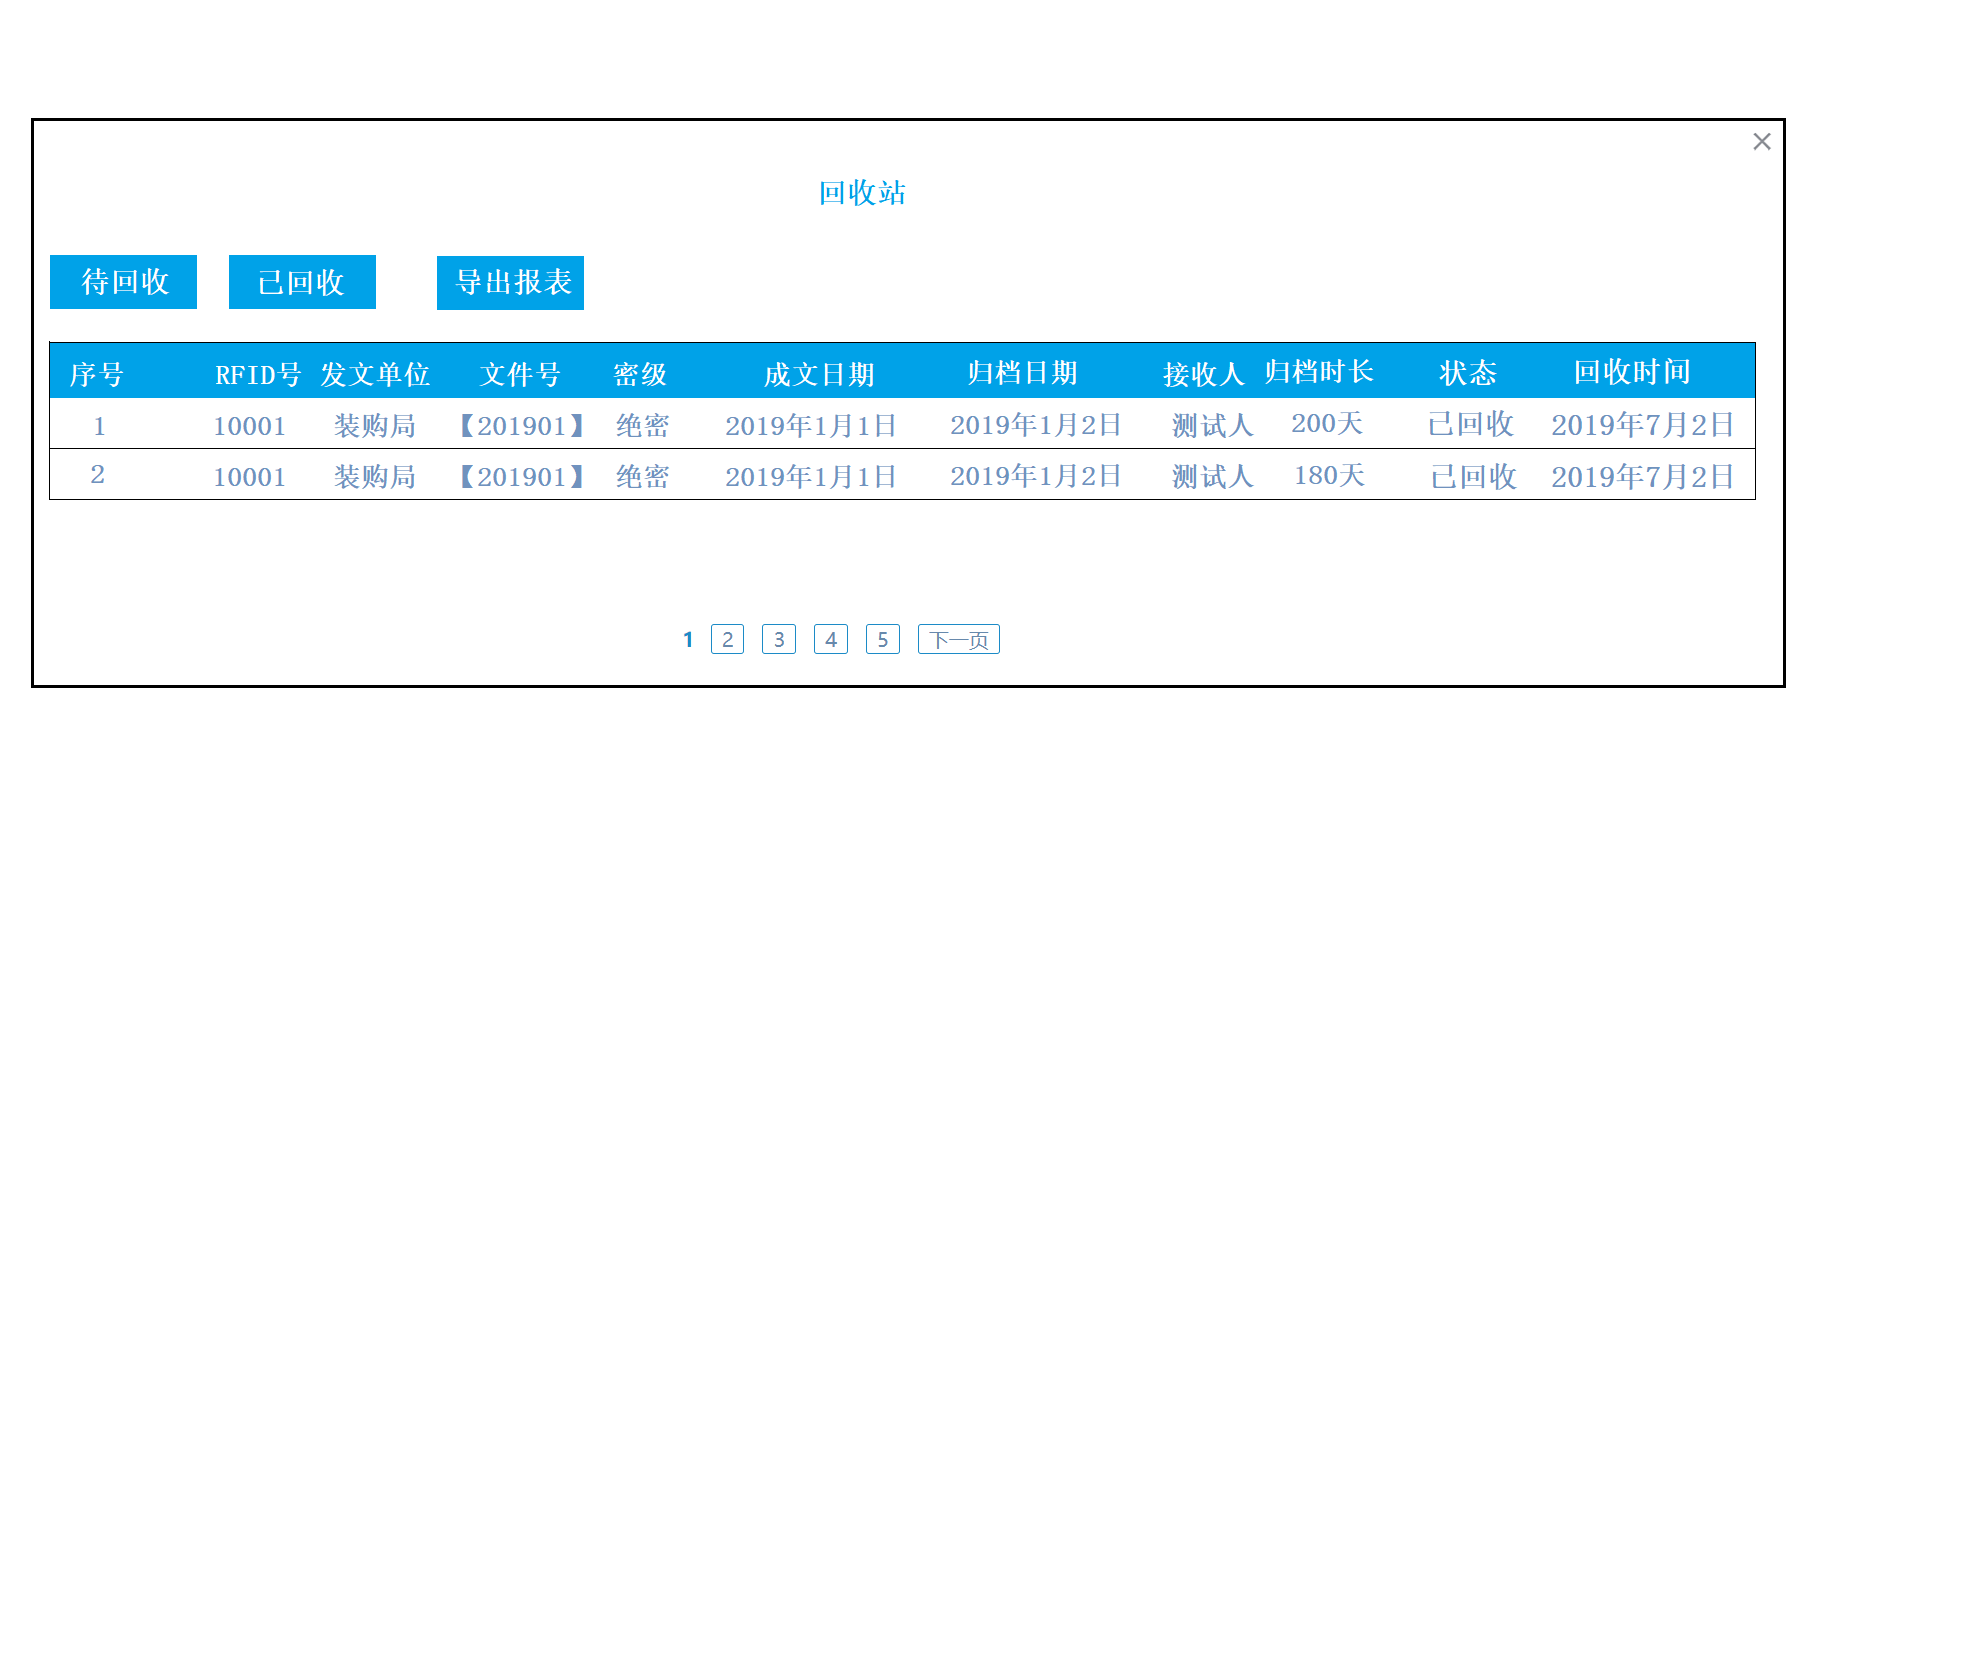 回收站
待回收 已回收 导出报表
序号 RFID号 发文单位 文件号 密级 成文日期 归档日期 接收人 归档时长 状态 回收时间
1 10001 装购局 【201901】 绝密 2019年1月1日 2019年1月2日 测试人 200天 已回收 2019年7月2日
2 10001 装购局 【201901】 绝密 2019年1月1日 2019年1月2日 测试人 180天 已回收 2019年7月2日
1 2 3 4 5 下一页